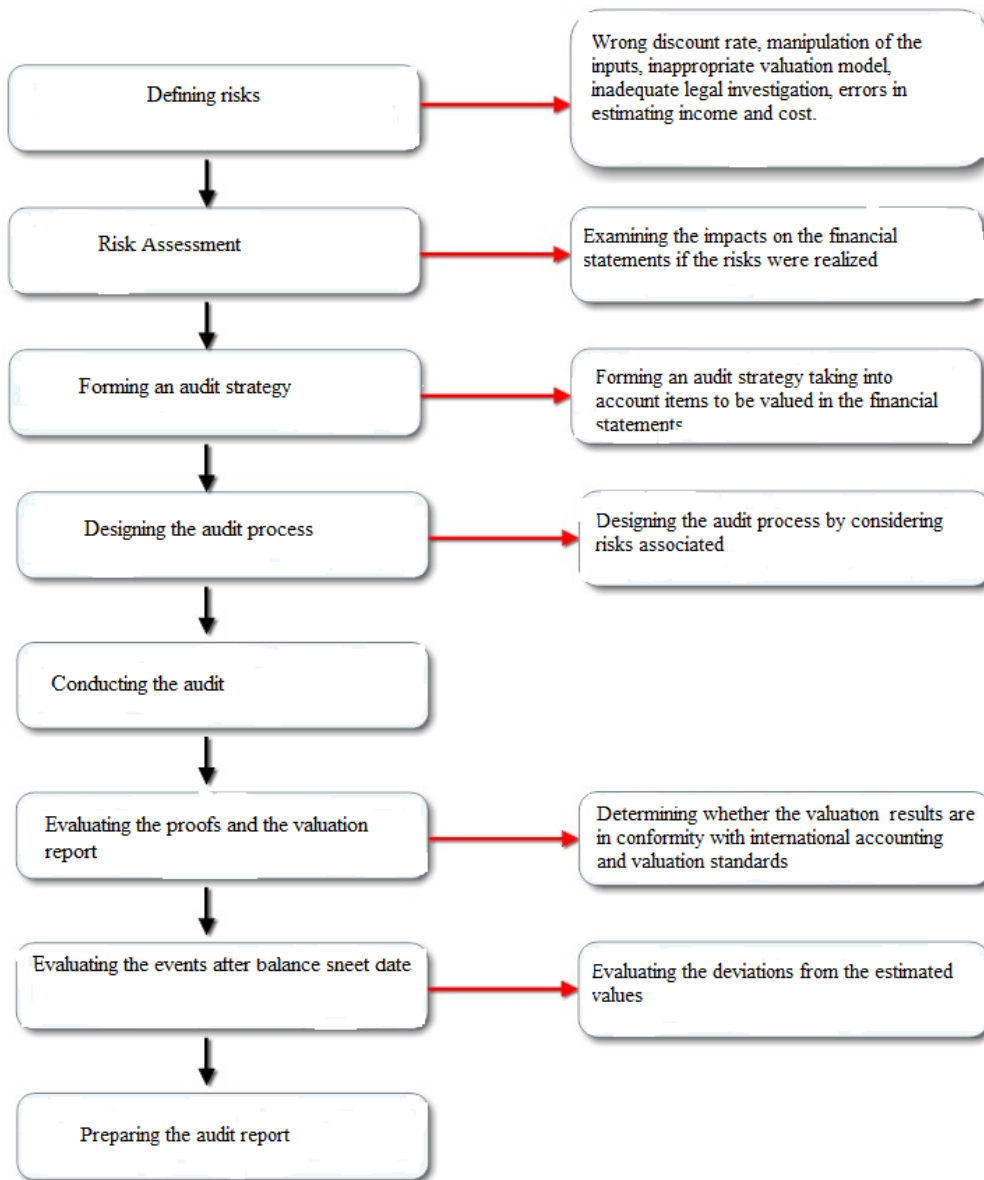 Defining risks
Wrong discount rate, manipulation of the
inputs, inappropriate valuation model,
inadequate legal investigation, errors in
estimating income and cost.
Risk Assessment
Examining the impacts on the financial
statements if the risks were realized
Forming an audit strategy
Forming an audit strategy taking into
account items to be valued in the financial
statements
Designing the audit process
Designing the audit process by considering
risks associated
Conducting the audit
Evaluating the proofs and the valuation
report
Determining whether the valuation results are
in conformity with international accounting
and valuation standards
Evaluating the events after balance sneet date
Evaluating the deviations from the estimated
values
Preparing the audit report